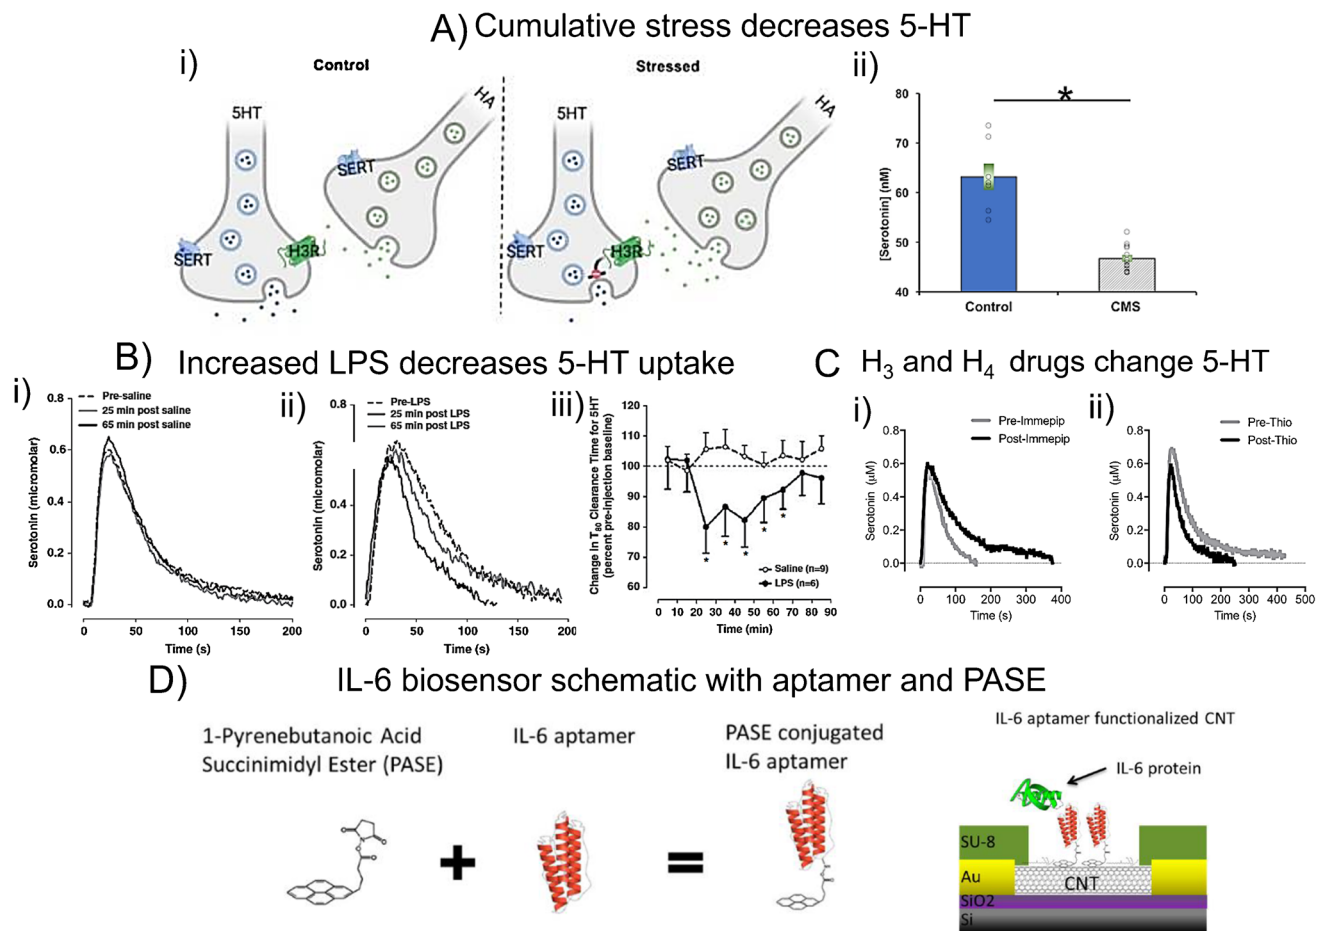 A) Cumulative stress decreases 5-HT
i)
Control
Stressed
5HT
HA
SERT
SERT
H3R
5HT
HA
SERT
SERT
H3R
ii)
*
[Serotonin] (nM)
80
70
60
50
40
Control
CMS
B) Increased LPS decreases 5-HT uptake
i)
Pre-saline
25 min post saline
65 min post saline
Serotonin (micromolar)
0.8
0.6
0.4
0.2
0.0
0 50 100 150 200
Time (s)
ii)
Pre-LPS
25 min post LPS
65 min post LPS
Serotonin (micromolar)
0.8
0.4
0.2
0.0
0 50 100 150 200
Time (s)
iii)
Change In T80 Clearance Time for 5HT
(percent pre-injection baseline)
120
110
100
90
80
70
60
* * * * *
Saline (n=9)
LPS (n=6)
0 10 20 30 40 50 60 70 80 90
Time (min)
C) H3 and H4 drugs change 5-HT
i)
Pre-Immepip
Post-Immepip
Serotonin (μM)
0.8
0.6
0.4
0.2
0.0
0 100 200 300 400
Time (s)
ii)
Pre-Thio
Post-Thio
Serotonin (μM)
0.8
0.6
0.4
0.2
0.0
0 100 200 300 400 500
Time (s)
D) IL-6 biosensor schematic with aptamer and PASE
1-Pyrenebutanoic Acid
Succinimidyl Ester (PASE)
+
IL-6 aptamer
=
PASE conjugated
IL-6 aptamer
IL-6 aptamer functionalized CNT
IL-6 protein
SU-8
Au
CNT
SiO2
Si